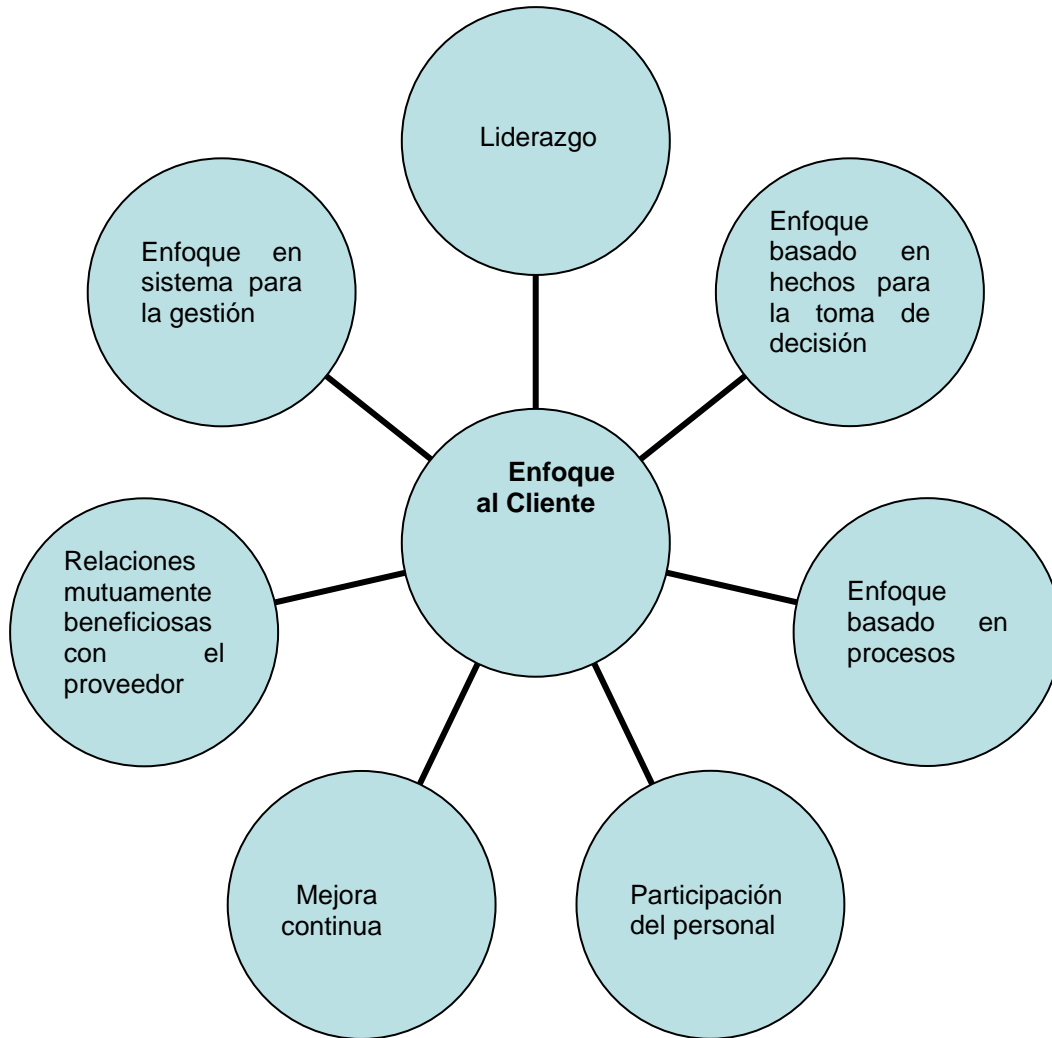 Liderazgo
Enfoque en
sistema para
la gestión
Enfoque
basado en
hechos para
la toma de
decisión
Enfoque
al Cliente
Relaciones
mutuamente
beneficiosas
con el
proveedor
Enfoque
basado en
procesos
Mejora
continua
Participación
del personal